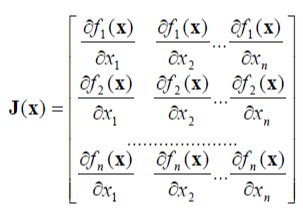 J(x) = [ ∂f₁(x)/∂x₁ ∂f₁(x)/∂x₂ ... ∂f₁(x)/∂xₙ
∂f₂(x)/∂x₁ ∂f₂(x)/∂x₂ ... ∂f₂(x)/∂xₙ
......................
∂fₙ(x)/∂x₁ ∂fₙ(x)/∂x₂ ... ∂fₙ(x)/∂xₙ ]